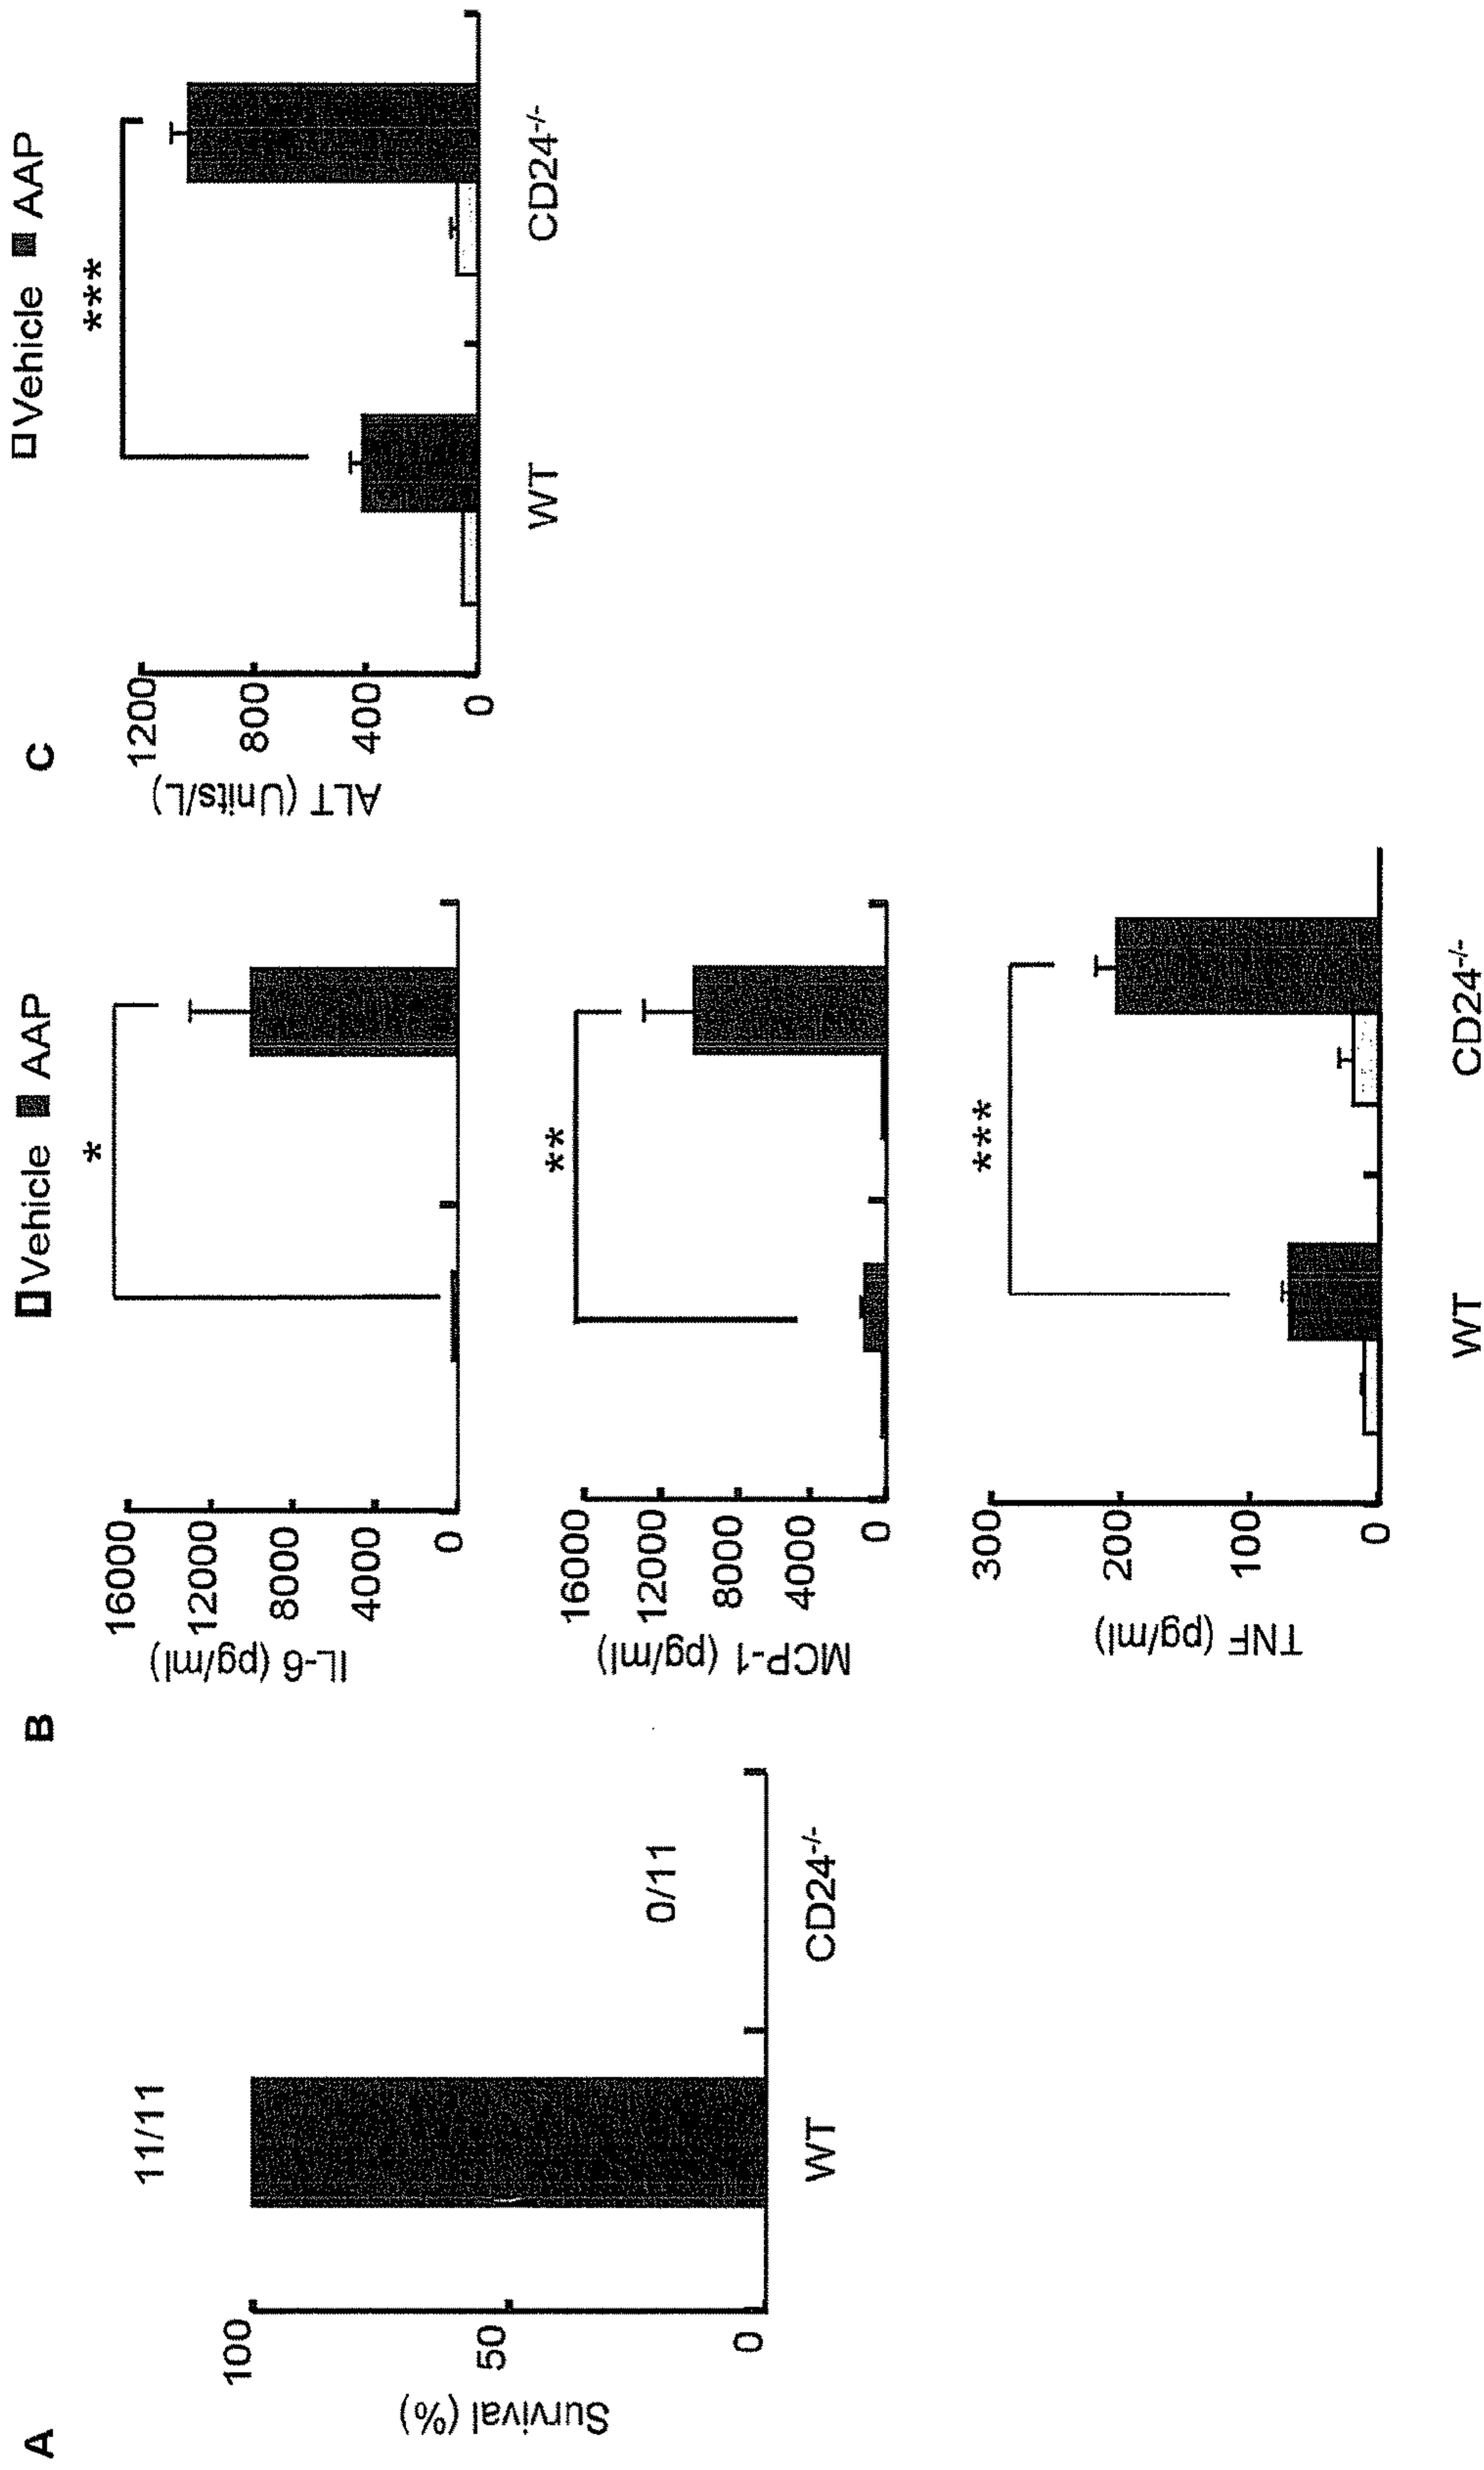 A
Survival (%)
100
50
0
11/11
0/11
WT
CD24-/-
B
Vehicle AAP
IL-6 (pg/ml)
16000
12000
8000
4000
0
*
MCP-1 (pg/ml)
16000
12000
8000
4000
0
**
TNF (pg/ml)
300
200
100
0
***
WT
CD24-/-
C
Vehicle AAP
ALT (Units/L)
1200
800
400
0
***
WT
CD24-/-